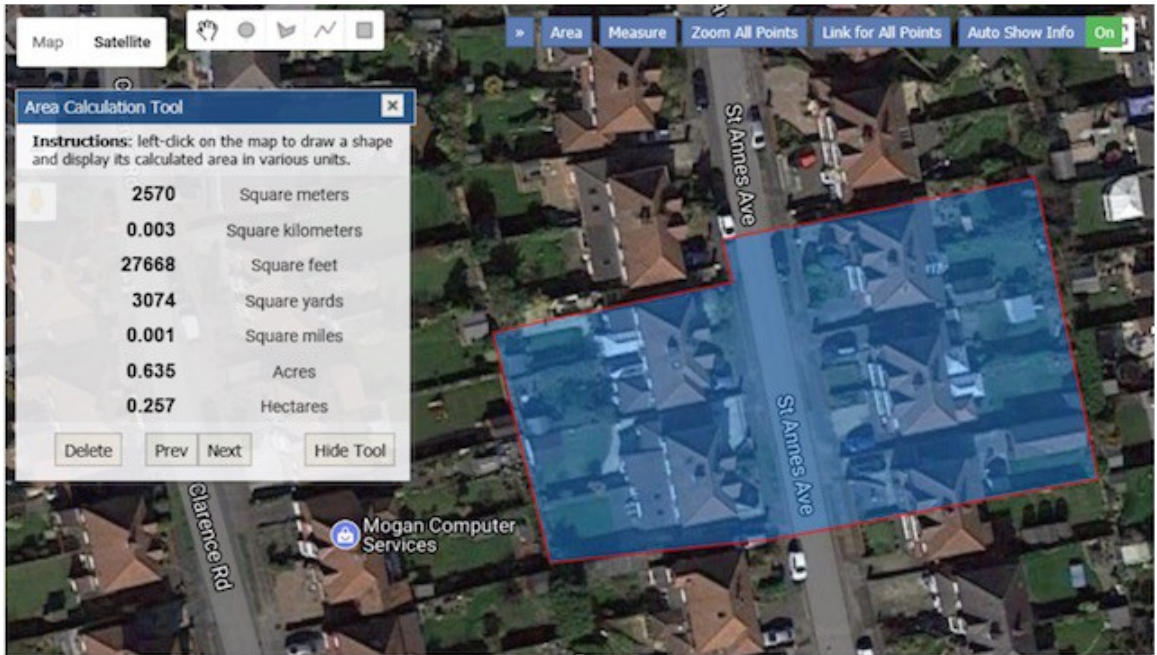 Map
Satellite
»
Area
Measure
Zoom All Points
Link for All Points
Auto Show Info
On
Area Calculation Tool
Instructions: left-click on the map to draw a shape
and display its calculated area in various units.
2570 Square meters
0.003 Square kilometers
27668 Square feet
3074 Square yards
0.001 Square miles
0.635 Acres
0.257 Hectares
Delete
Prev
Next
Hide Tool
St Annes Ave
St Annes Ave
Clarence Rd
Mogan Computer
Services